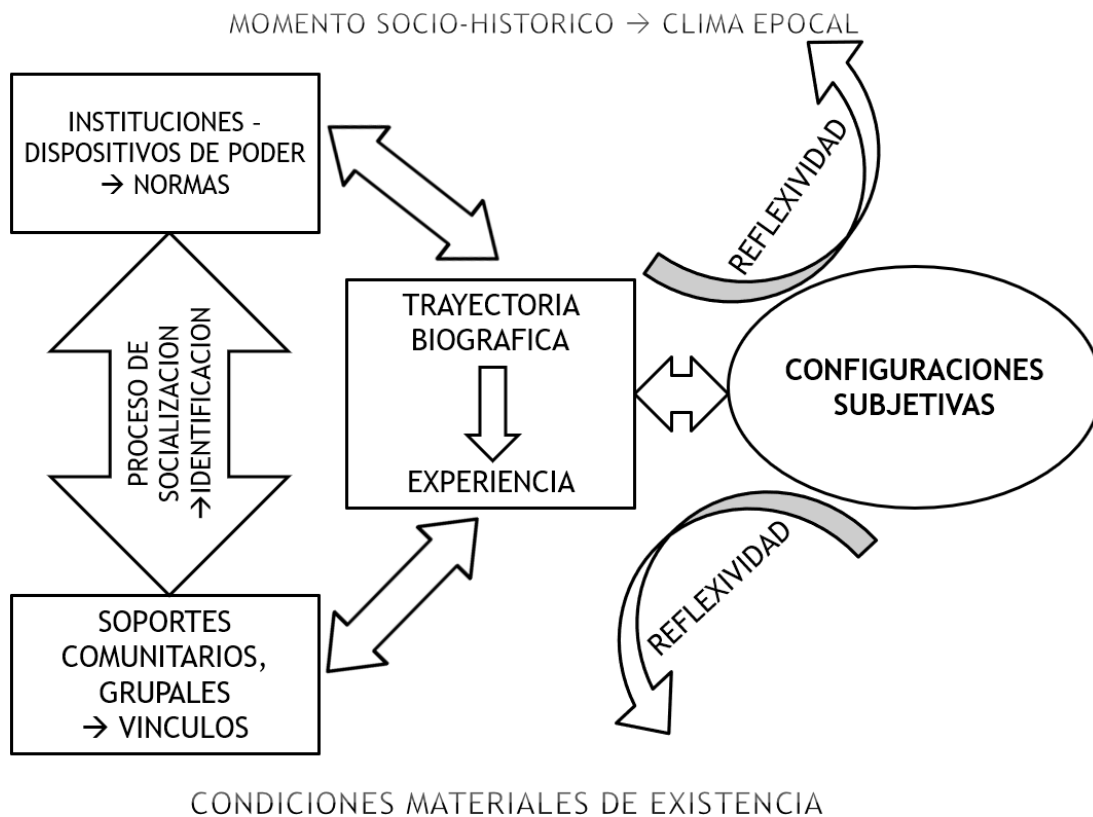 MOMENTO SOCIO-HISTORICO → CLIMA EPOCAL
INSTITUCIONES -
DISPOSITIVOS DE PODER
→ NORMAS
REFLEXIVIDAD
PROCESO DE
SOCIALIZACION
→IDENTIFICACION
TRAYECTORIA
BIOGRAFICA
EXPERIENCIA
CONFIGURACIONES
SUBJETIVAS
REFLEXIVIDAD
SOPORTES
COMUNITARIOS,
GRUPALES
→ VINCULOS
CONDICIONES MATERIALES DE EXISTENCIA